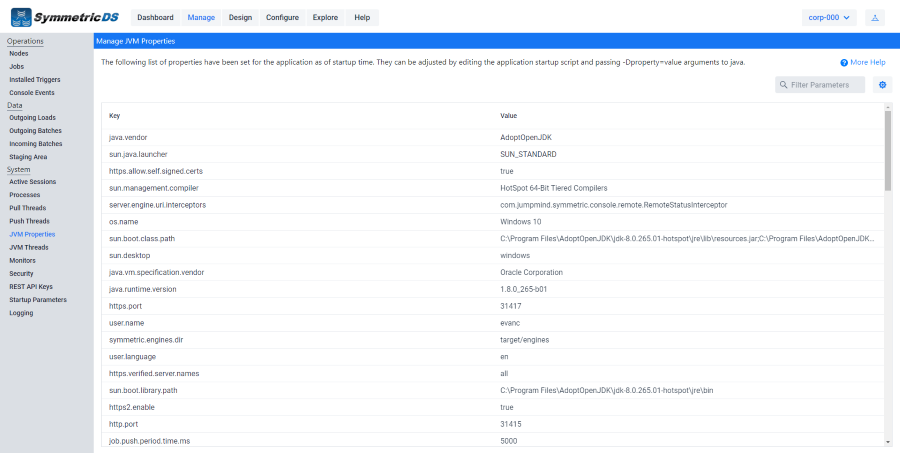 SymmetricDS Dashboard Manage Design Configure Explore Help corp-000
Operations
Nodes
Jobs
Installed Triggers
Console Events
Data
Outgoing Loads
Outgoing Batches
Incoming Batches
Staging Area
System
Active Sessions
Processes
Pull Threads
Push Threads
JVM Properties
JVM Threads
Monitors
Security
REST API Keys
Startup Parameters
Logging
Manage JVM Properties
The following list of properties have been set for the application as of startup time. They can be adjusted by editing the application startup script and passing -Dproperty=value arguments to java.
More Help
Filter Parameters
Key Value
java.vendor AdoptOpenJDK
sun.java.launcher SUN_STANDARD
https.allow.self.signed.certs true
sun.management.compiler HotSpot 64-Bit Tiered Compilers
server.engine.uri.interceptors com.jumpmind.symmetric.console.remote.RemoteStatusInterceptor
os.name Windows 10
sun.boot.class.path C:\Program Files\AdoptOpenJDK\jdk-8.0.265.01-hotspot\jre\lib\resources.jar;C:\Program Files\AdoptOpenJDK...
sun.desktop windows
java.vm.specification.vendor Oracle Corporation
java.runtime.version 1.8.0_265-b01
https.port 31417
user.name evanc
symmetric.engines.dir target/engines
user.language en
https.verified.server.names all
sun.boot.library.path C:\Program Files\AdoptOpenJDK\jdk-8.0.265.01-hotspot\jre\bin
https2.enable true
http.port 31415
job.push.period.time.ms 5000